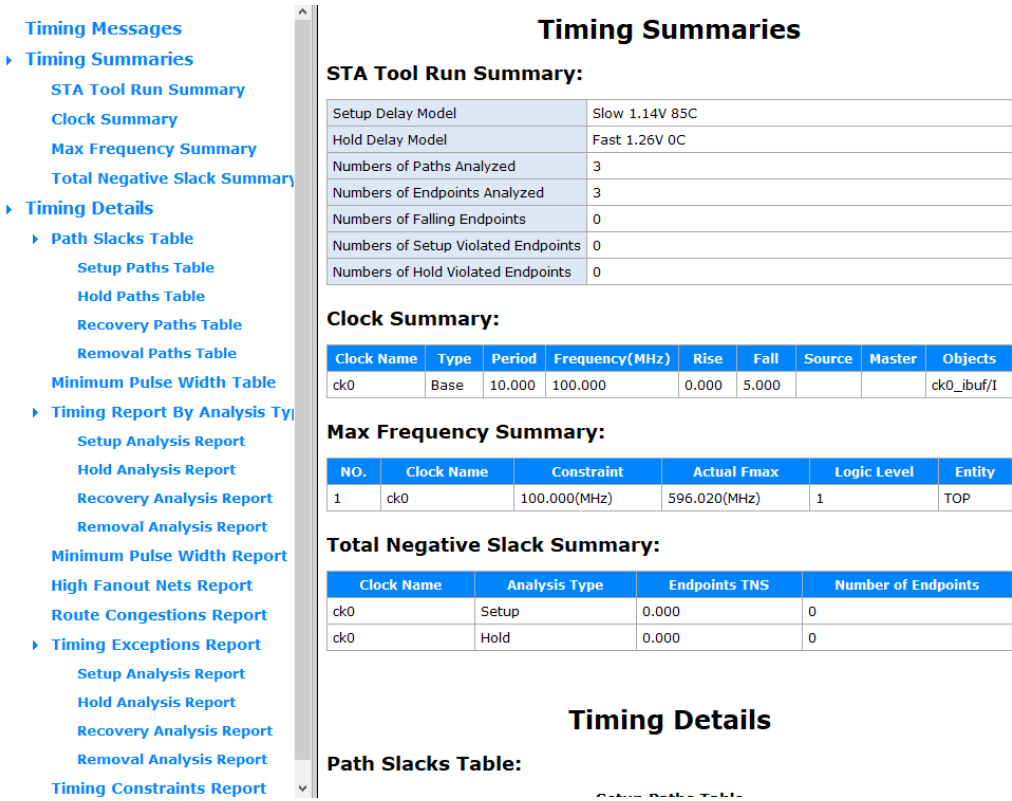 Timing Messages
Timing Summaries
STA Tool Run Summary
Clock Summary
Max Frequency Summary
Total Negative Slack Summary
Timing Details
Path Slacks Table
Setup Paths Table
Hold Paths Table
Recovery Paths Table
Removal Paths Table
Minimum Pulse Width Table
Timing Report By Analysis Ty
Setup Analysis Report
Hold Analysis Report
Recovery Analysis Report
Removal Analysis Report
Minimum Pulse Width Report
High Fanout Nets Report
Route Congestions Report
Timing Exceptions Report
Setup Analysis Report
Hold Analysis Report
Recovery Analysis Report
Removal Analysis Report
Timing Constraints Report
Timing Summaries
STA Tool Run Summary:
Setup Delay Model Slow 1.14V 85C
Hold Delay Model Fast 1.26V 0C
Numbers of Paths Analyzed 3
Numbers of Endpoints Analyzed 3
Numbers of Falling Endpoints 0
Numbers of Setup Violated Endpoints 0
Numbers of Hold Violated Endpoints 0
Clock Summary:
Clock Name Type Period Frequency(MHz) Rise Fall Source Master Objects
ck0 Base 10.000 100.000 0.000 5.000 ck0_ibuf/I
Max Frequency Summary:
NO. Clock Name Constraint Actual Fmax Logic Level Entity
1 ck0 100.000(MHz) 596.020(MHz) 1 TOP
Total Negative Slack Summary:
Clock Name Analysis Type Endpoints TNS Number of Endpoints
ck0 Setup 0.000 0
ck0 Hold 0.000 0
Timing Details
Path Slacks Table:
Setup Paths Table